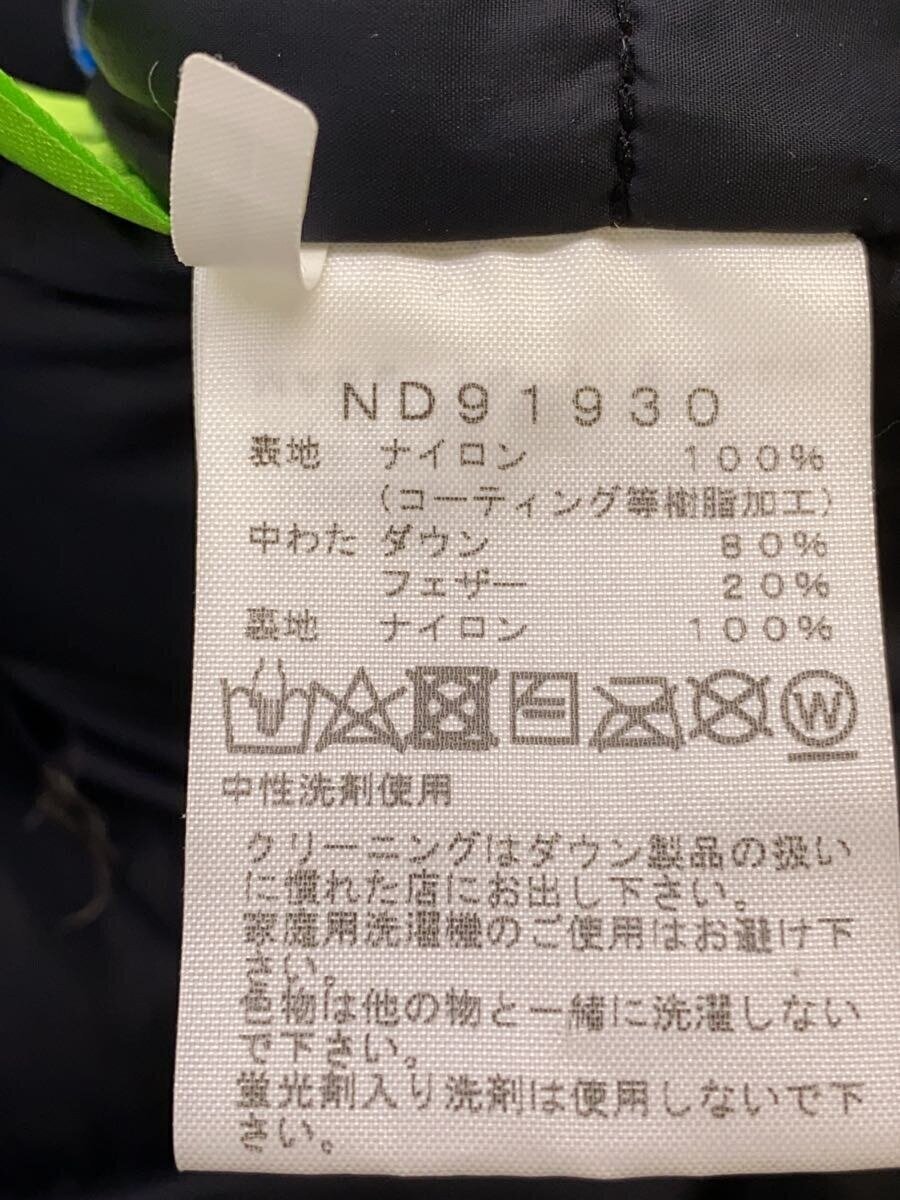 ND91930
表地 ナイロン 100%
(コーティング等樹脂加工)
中わた ダウン 80%
フェザー 20%
裏地 ナイロン 100%
W
中性洗剤使用
クリーニングはダウン製品の扱い
に慣れた店にお出し下さい。
家庭用洗濯機のご使用はお避け下
さい。
色物は他の物と一緒に洗濯しない
で下さい。
蛍光剤入り洗剤は使用しないで下
さい。